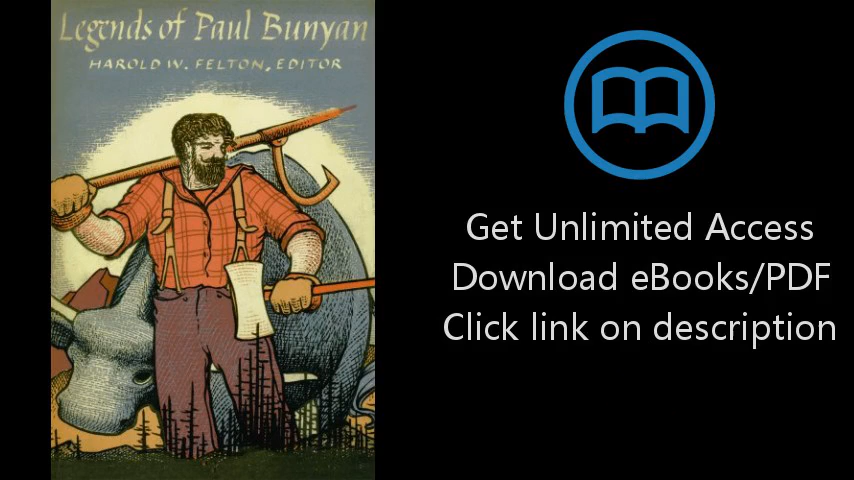 Legends of Paul Bunyan
HAROLD W. FELTON, EDITOR
Get Unlimited Access
Download eBooks/PDF
Click link on description